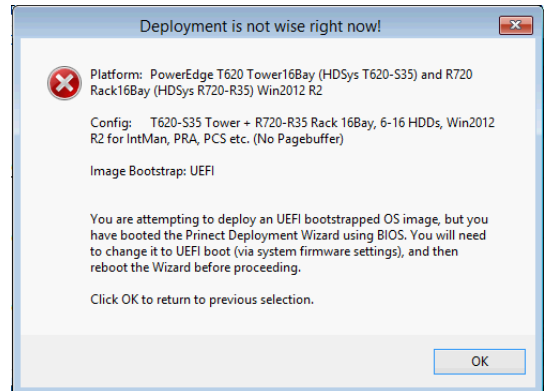 Deployment is not wise right now!
Platform: PowerEdge T620 Tower16Bay (HDSys T620-S35) and R720
Rack16Bay (HDSys R720-R35) Win2012 R2
Config: T620-S35 Tower + R720-R35 Rack 16Bay, 6-16 HDDs, Win2012
R2 for IntMan, PRA, PCS etc. (No Pagebuffer)
Image Bootstrap: UEFI
You are attempting to deploy an UEFI bootstrapped OS image, but you
have booted the Prinect Deployment Wizard using BIOS. You will need
to change it to UEFI boot (via system firmware settings), and then
reboot the Wizard before proceeding.
Click OK to return to previous selection.
OK